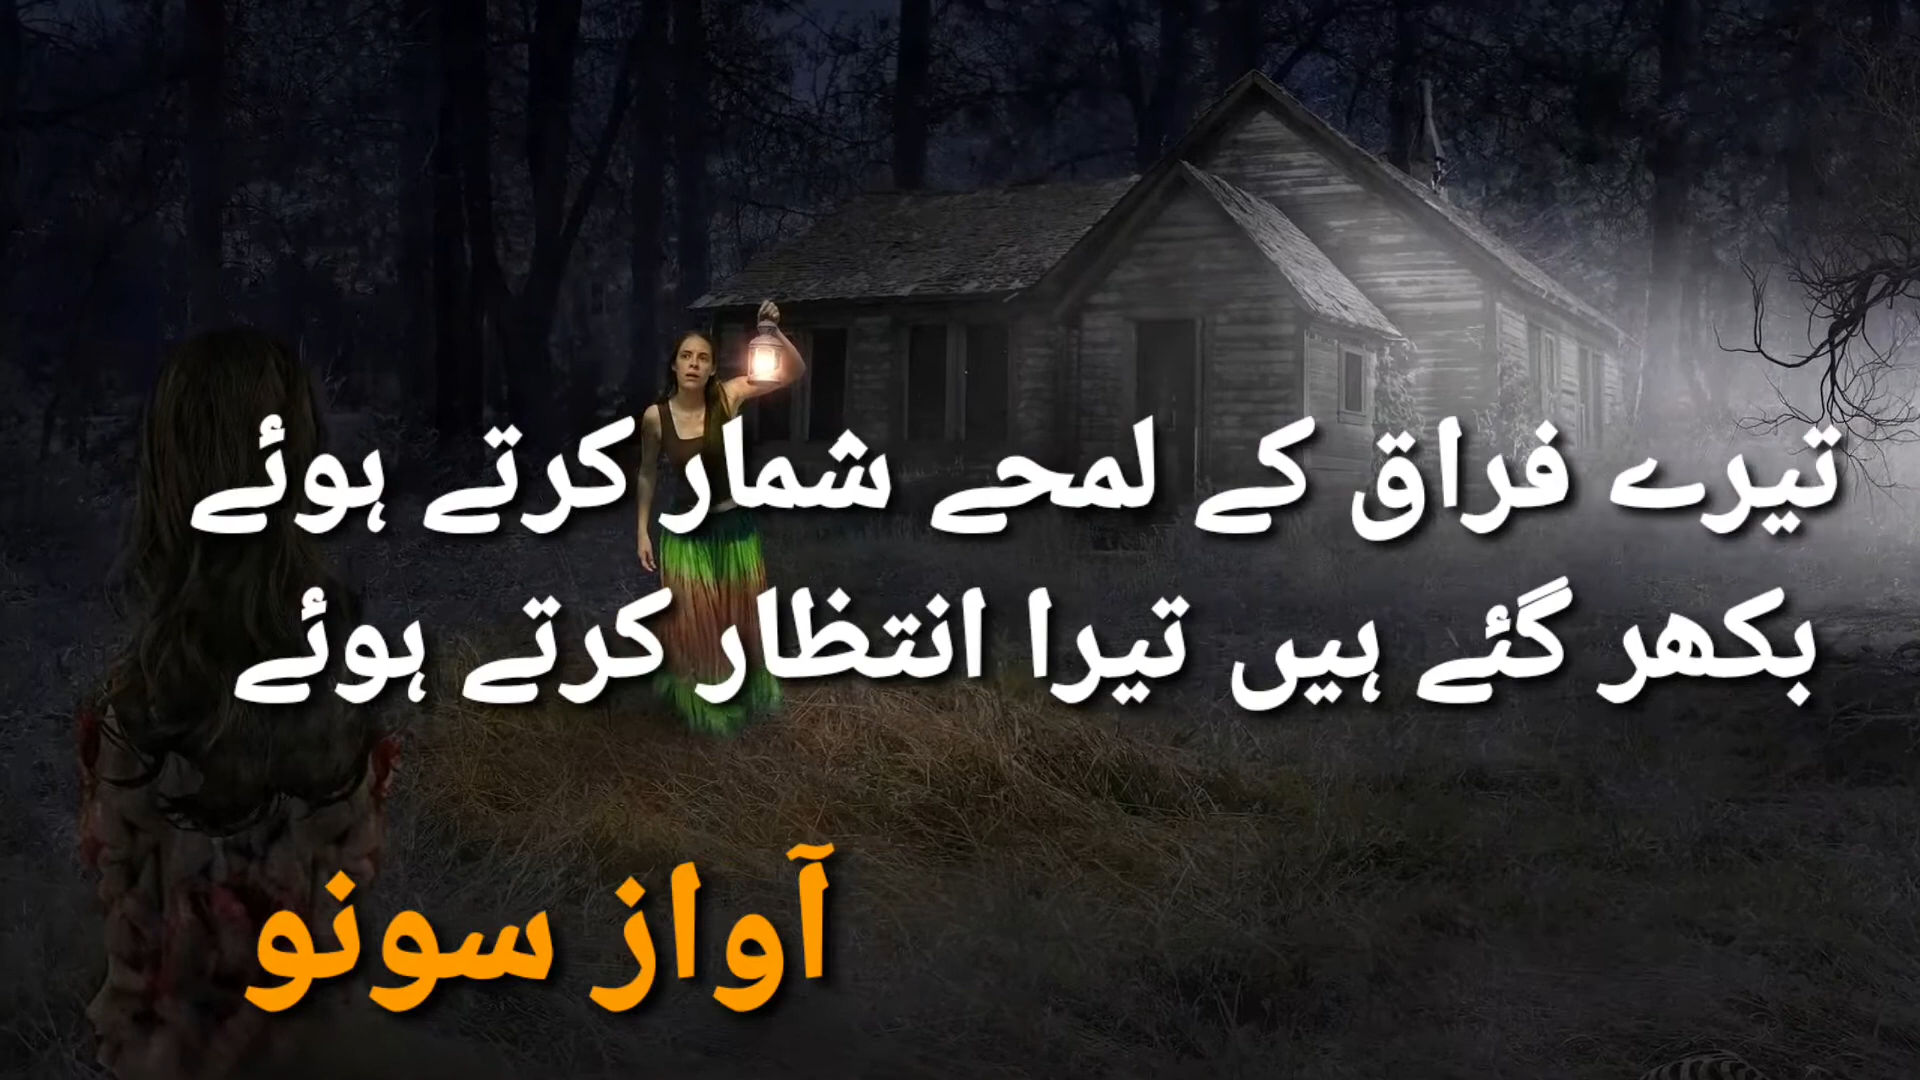 تیرے فراق کے لمحے شمار کرتے ہوئے
بکھر گئے ہیں تیرا انتظار کرتے ہوئے
آواز سونو